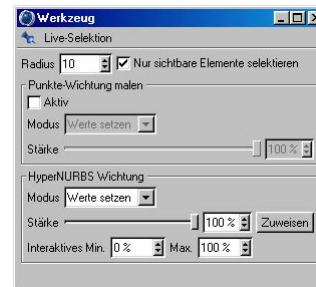 Werkzeug
Live-Selektion
Radius 10 Nur sichtbare Elemente selektieren
Punkte-Wichtung malen
Aktiv
Modus Werte setzen
Stärke 100 %
HyperNURBS Wichtung
Modus Werte setzen
Stärke 100 % Zuweisen
Interaktives Min. 0 % Max. 100 %